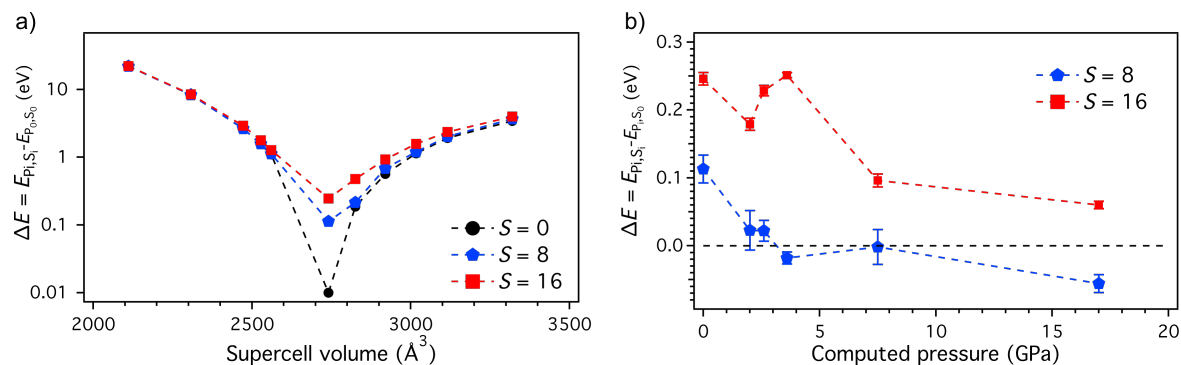 a)
ΔE = E_{Pi,Si}-E_{P0,S0} (eV)
10
1
0.1
0.01
2000
2500
3000
3500
Supercell volume (Å³)
S = 0
S = 8
S = 16
b)
ΔE = E_{Pi,Si}-E_{Pi,S0} (eV)
0.3
0.2
0.1
0.0
0
5
10
15
20
Computed pressure (GPa)
S = 8
S = 16